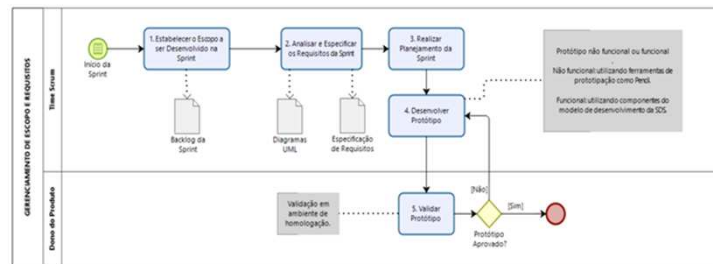 GERENCIAMENTO DE ESCOPO E REQUISITOS
Time Scrum
Início da
Sprint
1. Estabelecer o Escopo a
ser Desenvolvido na
Sprint
Backlog da
Sprint
2. Analisar e Especificar
os Requisitos da Sprint
Diagramas
UML
Especificação
de Requisitos
3. Realizar
Planejamento da
Sprint
4. Desenvolver
Protótipo
Protótipo não funcional ou funcional
.
Não funcional utilizando ferramentas de
prototipação como Pencil.
Funcional utilizando componentes do
modelo de desenvolvimento da SDS.
Dono do Produto
Validação em
ambiente de
homologação.
5. Validar
Protótipo
[Não]
[Sim]
Protótipo
Aprovado?